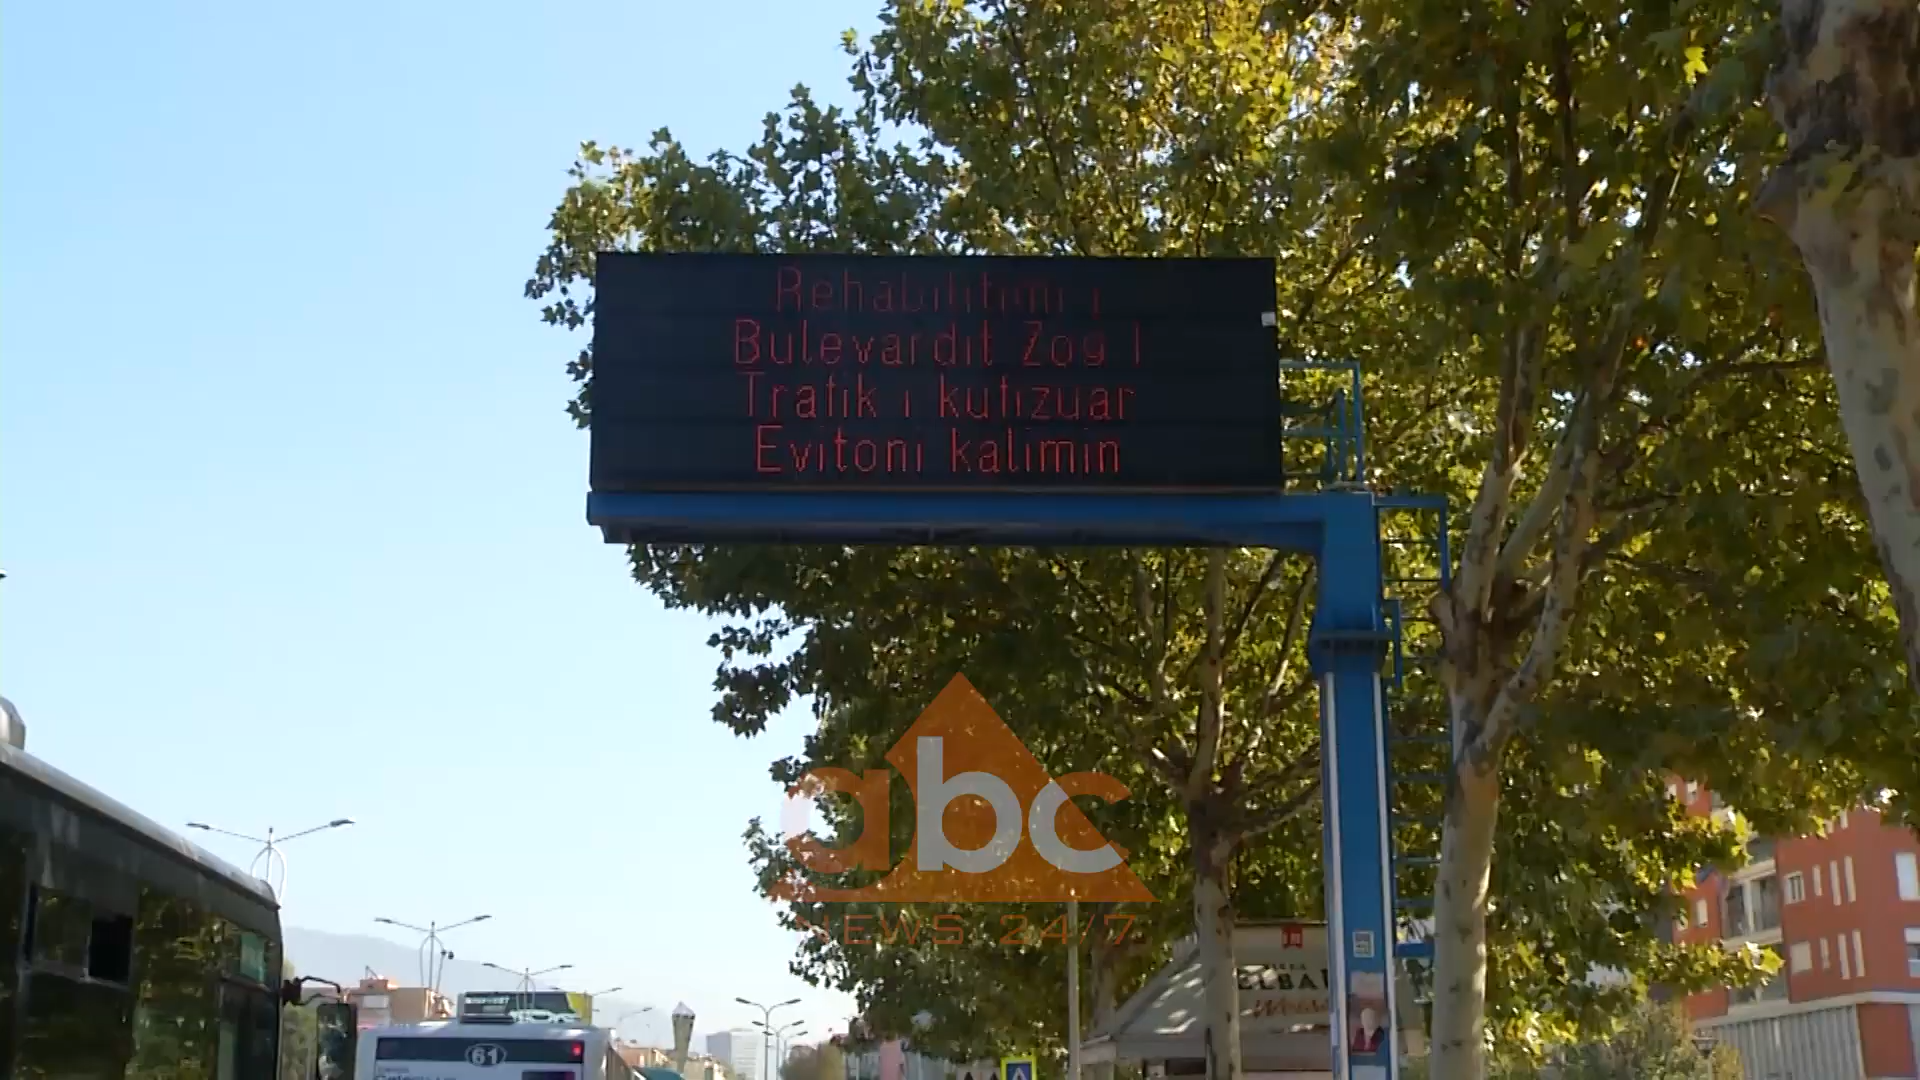 Rehabilitimi i
Bulevardit Zog I
Trafik i kufizuar
Evitoni kalimin
abc
NEWS 24/7
61